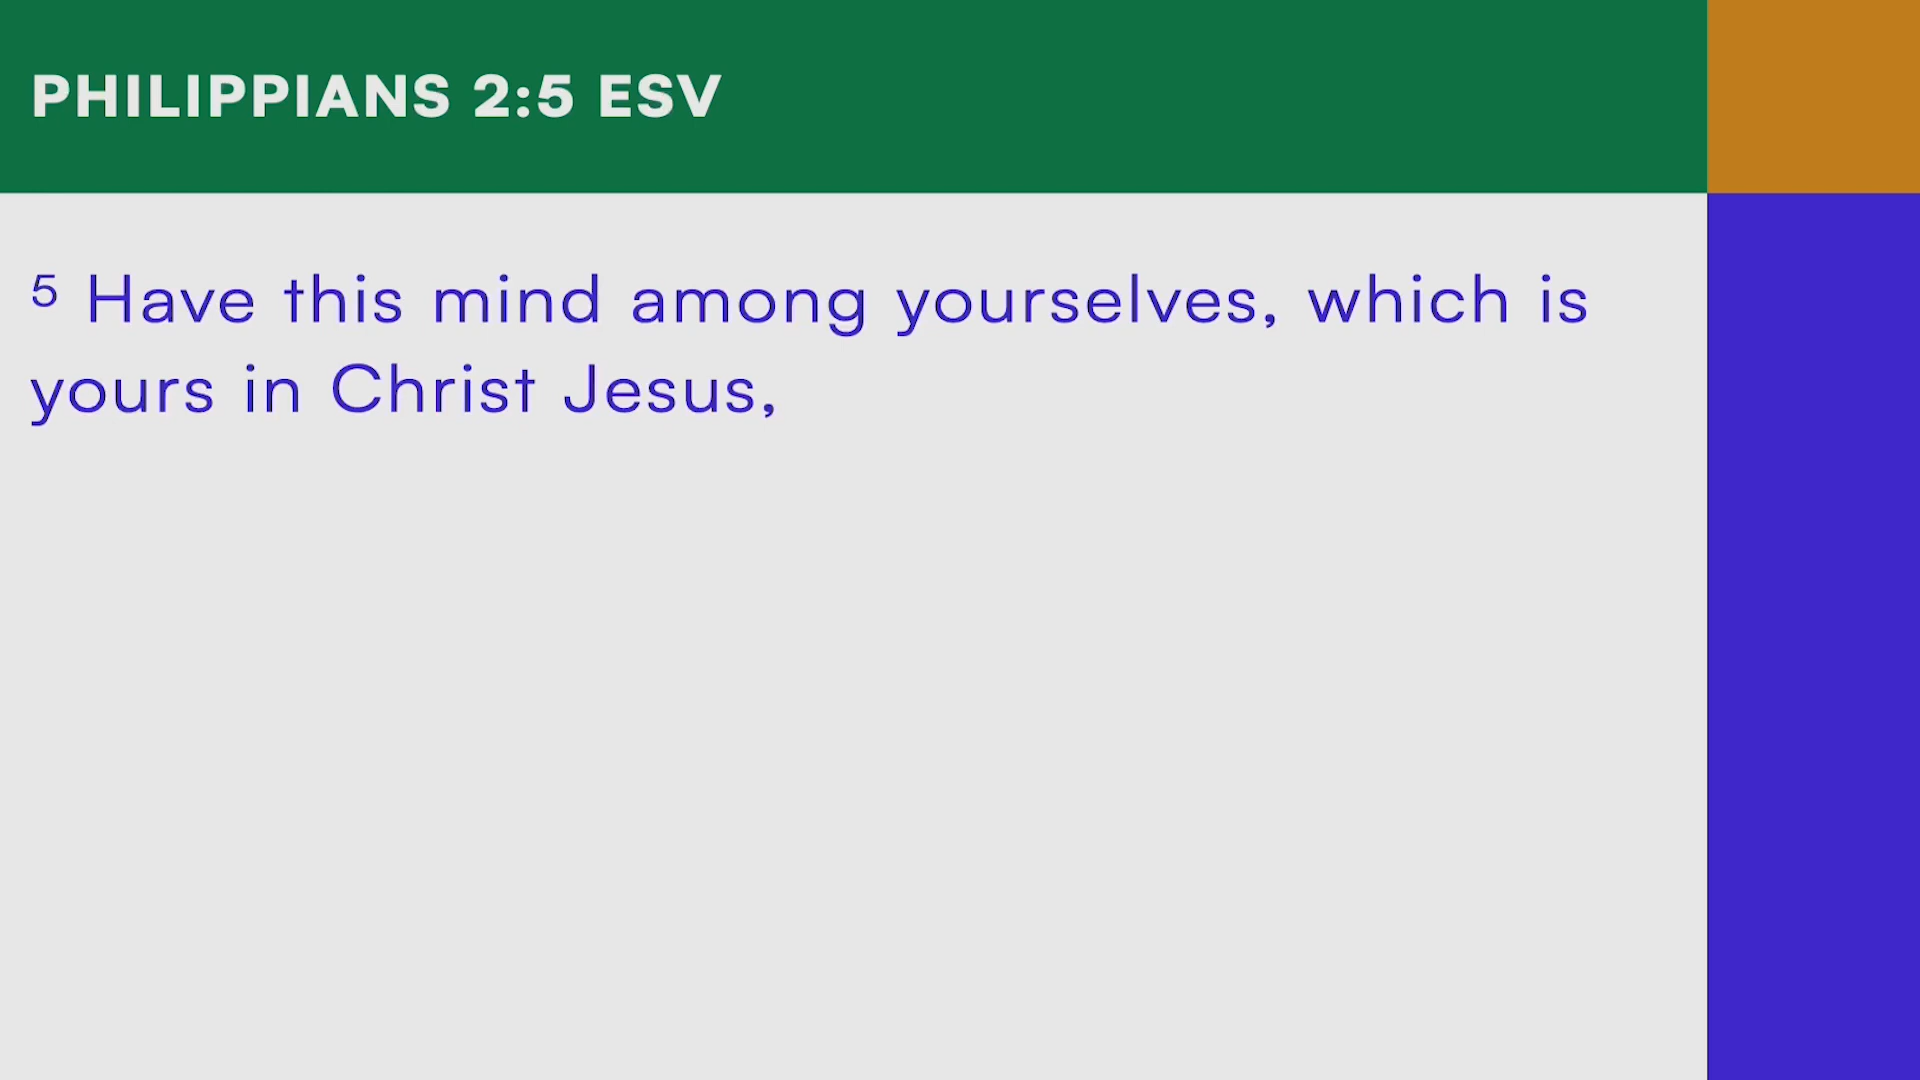 PHILIPPIANS 2:5 ESV
⁵ Have this mind among yourselves, which is
yours in Christ Jesus,